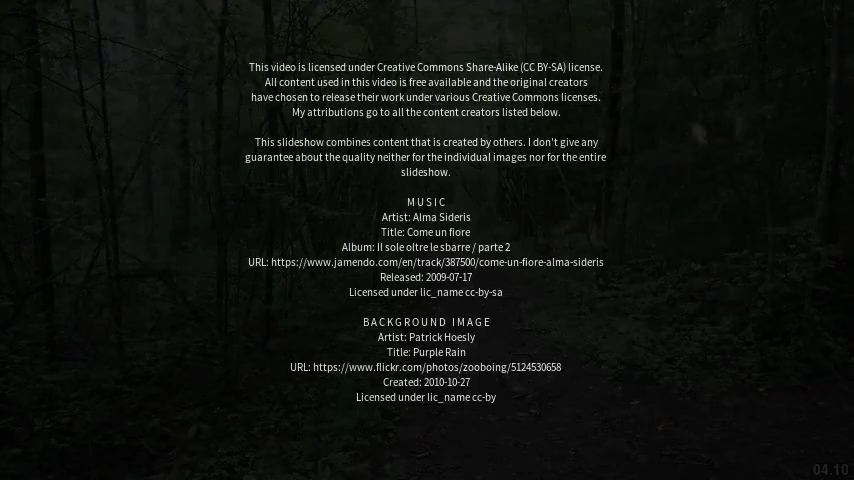 This video is licensed under Creative Commons Share-Alike (CC BY-SA) license.
All content used in this video is free available and the original creators
have chosen to release their work under various Creative Commons licenses.
My attributions go to all the content creators listed below.
This slideshow combines content that is created by others. I don't give any
guarantee about the quality neither for the individual images nor for the entire
slideshow.
MUSIC
Artist: Alma Sideris
Title: Come un fiore
Album: Il sole oltre le sbarre / parte 2
URL: https://www.jamendo.com/en/track/387500/come-un-fiore-alma-sideris
Released: 2009-07-17
Licensed under lic_name cc-by-sa
BACKGROUND IMAGE
Artist: Patrick Hoesly
Title: Purple Rain
URL: https://www.flickr.com/photos/zooboing/5124530658
Created: 2010-10-27
Licensed under lic_name cc-by
04.10